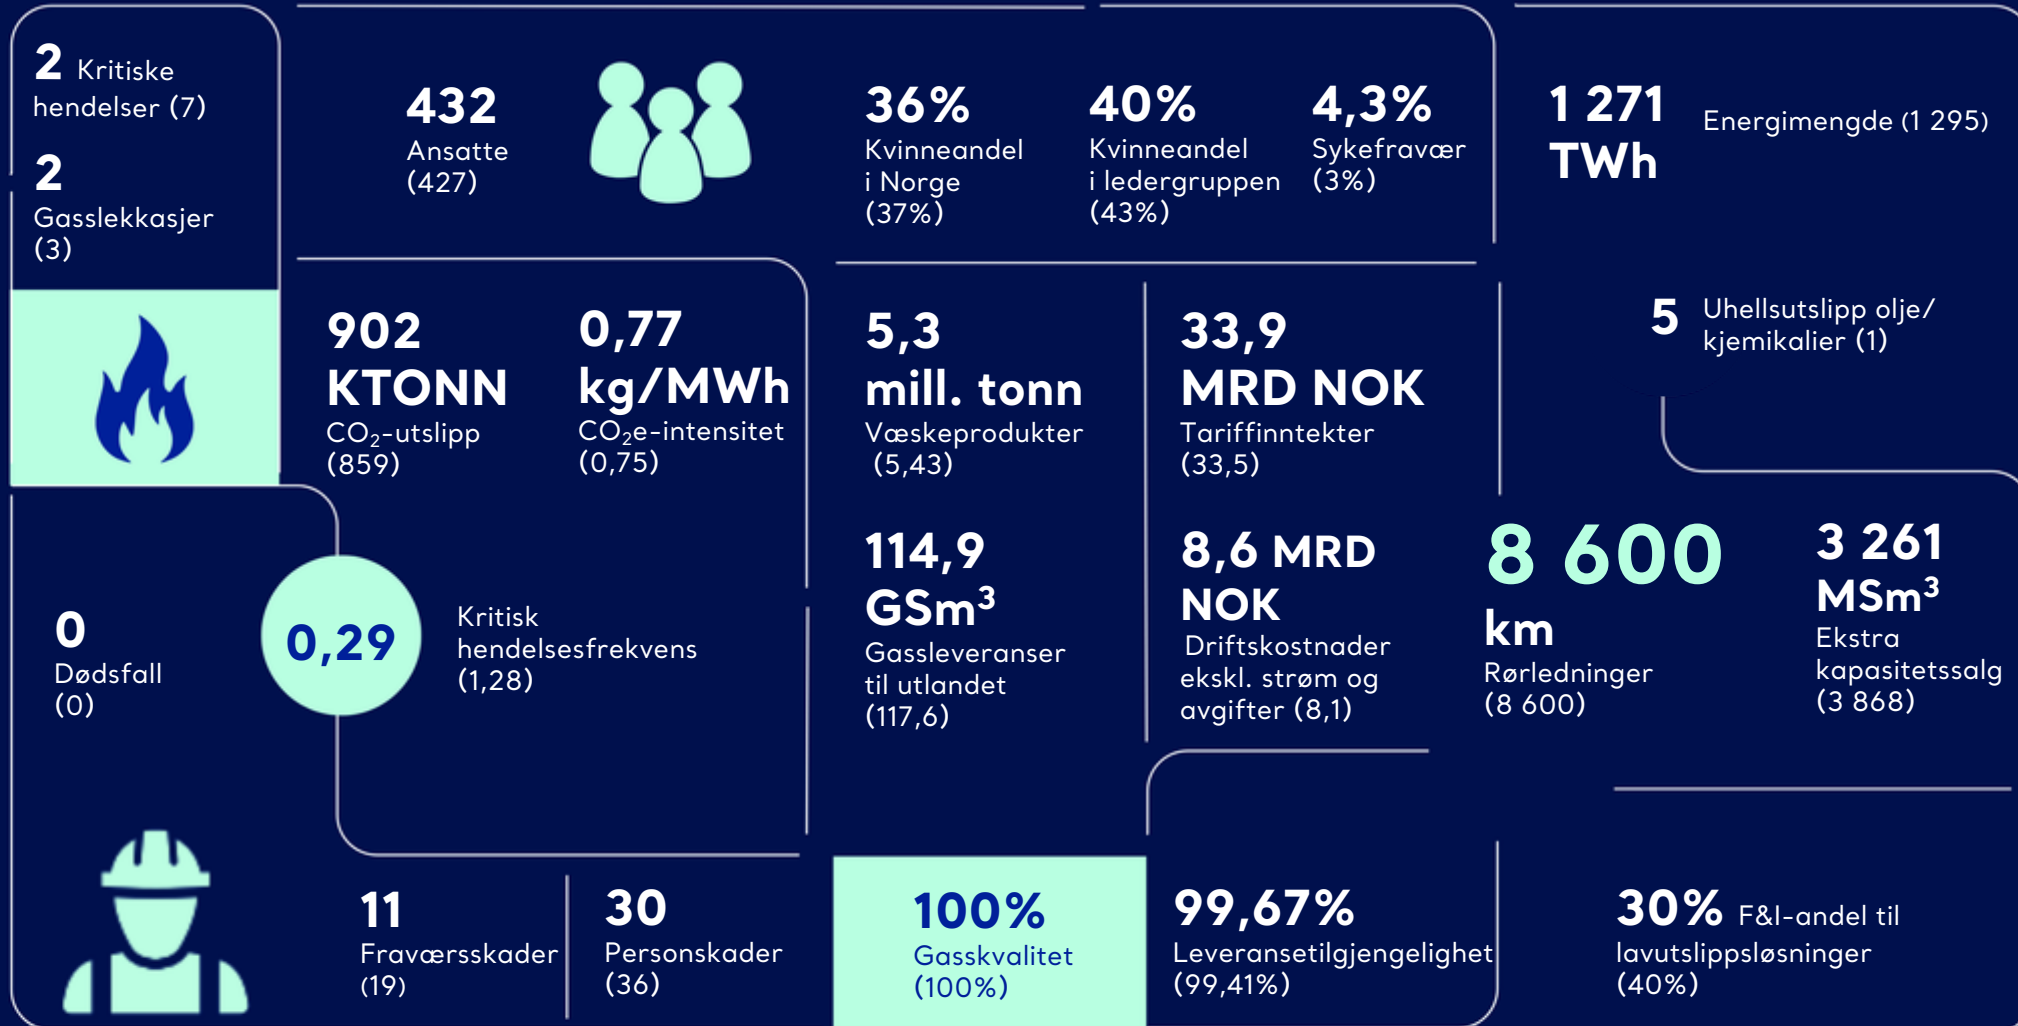 2 Kritiske
hendelser (7)
2
Gasslekkasjer
(3)
432
Ansatte
(427)
36%
Kvinneandel
i Norge
(37%)
40%
Kvinneandel
i ledergruppen
(43%)
4,3%
Sykefravær
(3%)
1 271
TWh
Energimengde (1 295)
902
KTONN
CO₂-utslipp
(859)
0,77
kg/MWh
CO₂e-intensitet
(0,75)
5,3
mill. tonn
Væskeprodukter
(5,43)
33,9
MRD NOK
Tariffinntekter
(33,5)
5 Uhellsutslipp olje/
kjemikalier (1)
0
Dødsfall
(0)
0,29
Kritisk
hendelsesfrekvens
(1,28)
114,9
GSm³
Gassleveranser
til utlandet
(117,6)
8,6 MRD
NOK
Driftskostnader
ekskl. strøm og
avgifter (8,1)
8 600
km
Rørledninger
(8 600)
3 261
MSm³
Ekstra
kapasitetssalg
(3 868)
11
Fraværsskader
(19)
30
Personskader
(36)
100%
Gasskvalitet
(100%)
99,67%
Leveransetilgjengelighet
(99,41%)
30% F&I-andel til
lavutslippsløsninger
(40%)